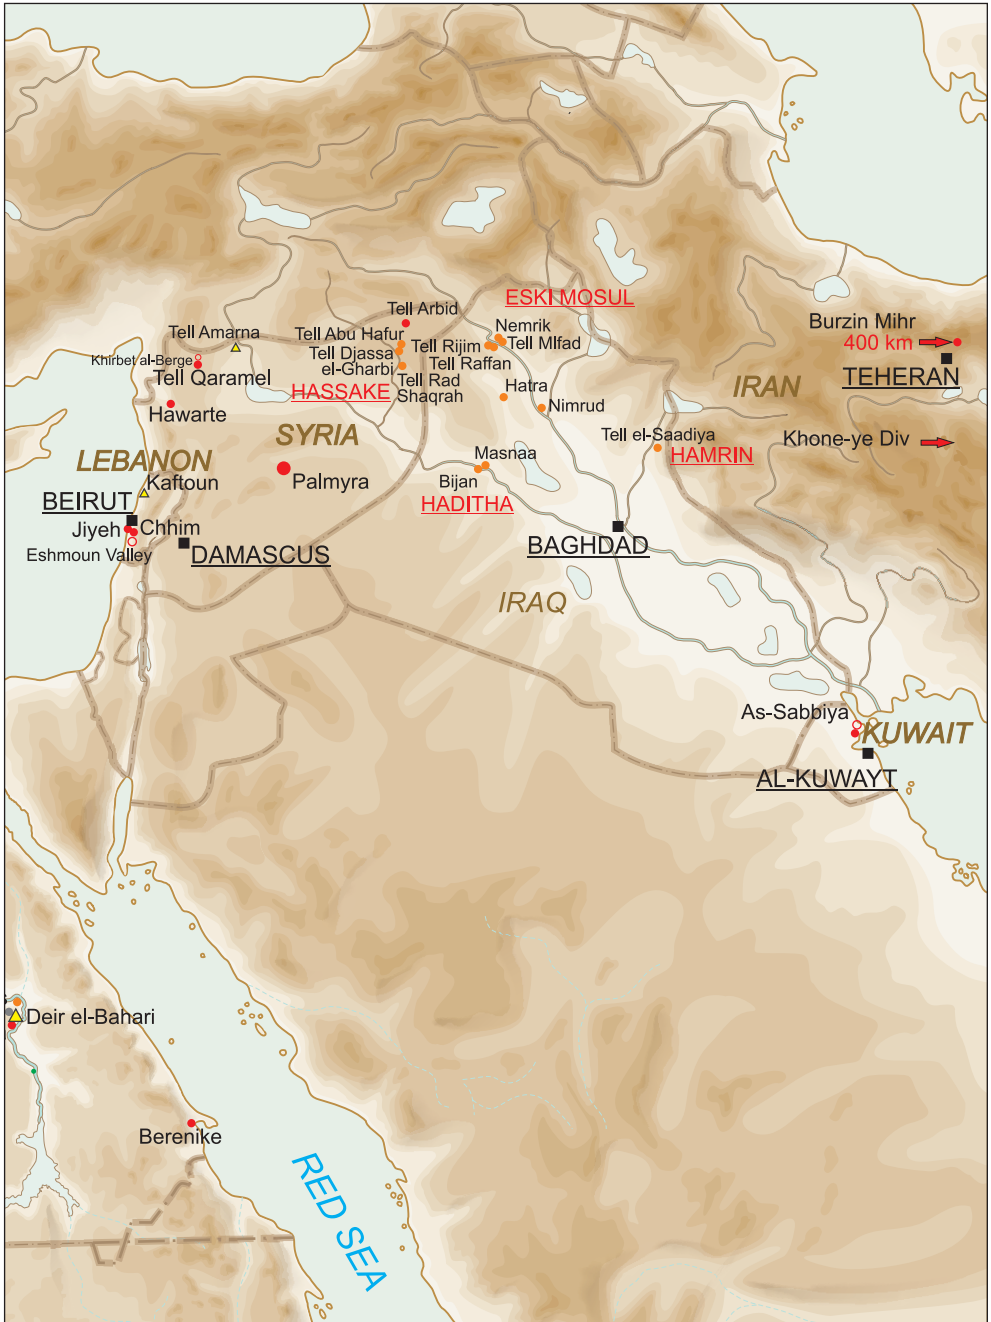 ESKI MOSUL
Tell Arbid
Burzin Mihr
400 km
TEHERAN
Tell Amarna
Tell Abu Hafur
Nemrik
Tell Rijim
Tell Mlfad
Khirbet al-Berge
Tell Djassa
el-Gharbi
Tell Raffan
Tell Qaramel
Tell Rad
Shaqrah
HASSAKE
Hatra
IRAN
Hawarte
Nimrud
SYRIA
Tell el-Saadiya
HAMRIN
Khone-ye Div
LEBANON
Masnaa
Kaftoun
Palmyra
Bijan
HADITHA
BEIRUT
Jiyeh
Chhim
Eshmoun Valley
DAMASCUS
BAGHDAD
IRAQ
As-Sabbiya
KUWAIT
AL-KUWAYT
Deir el-Bahari
Berenike
RED SEA